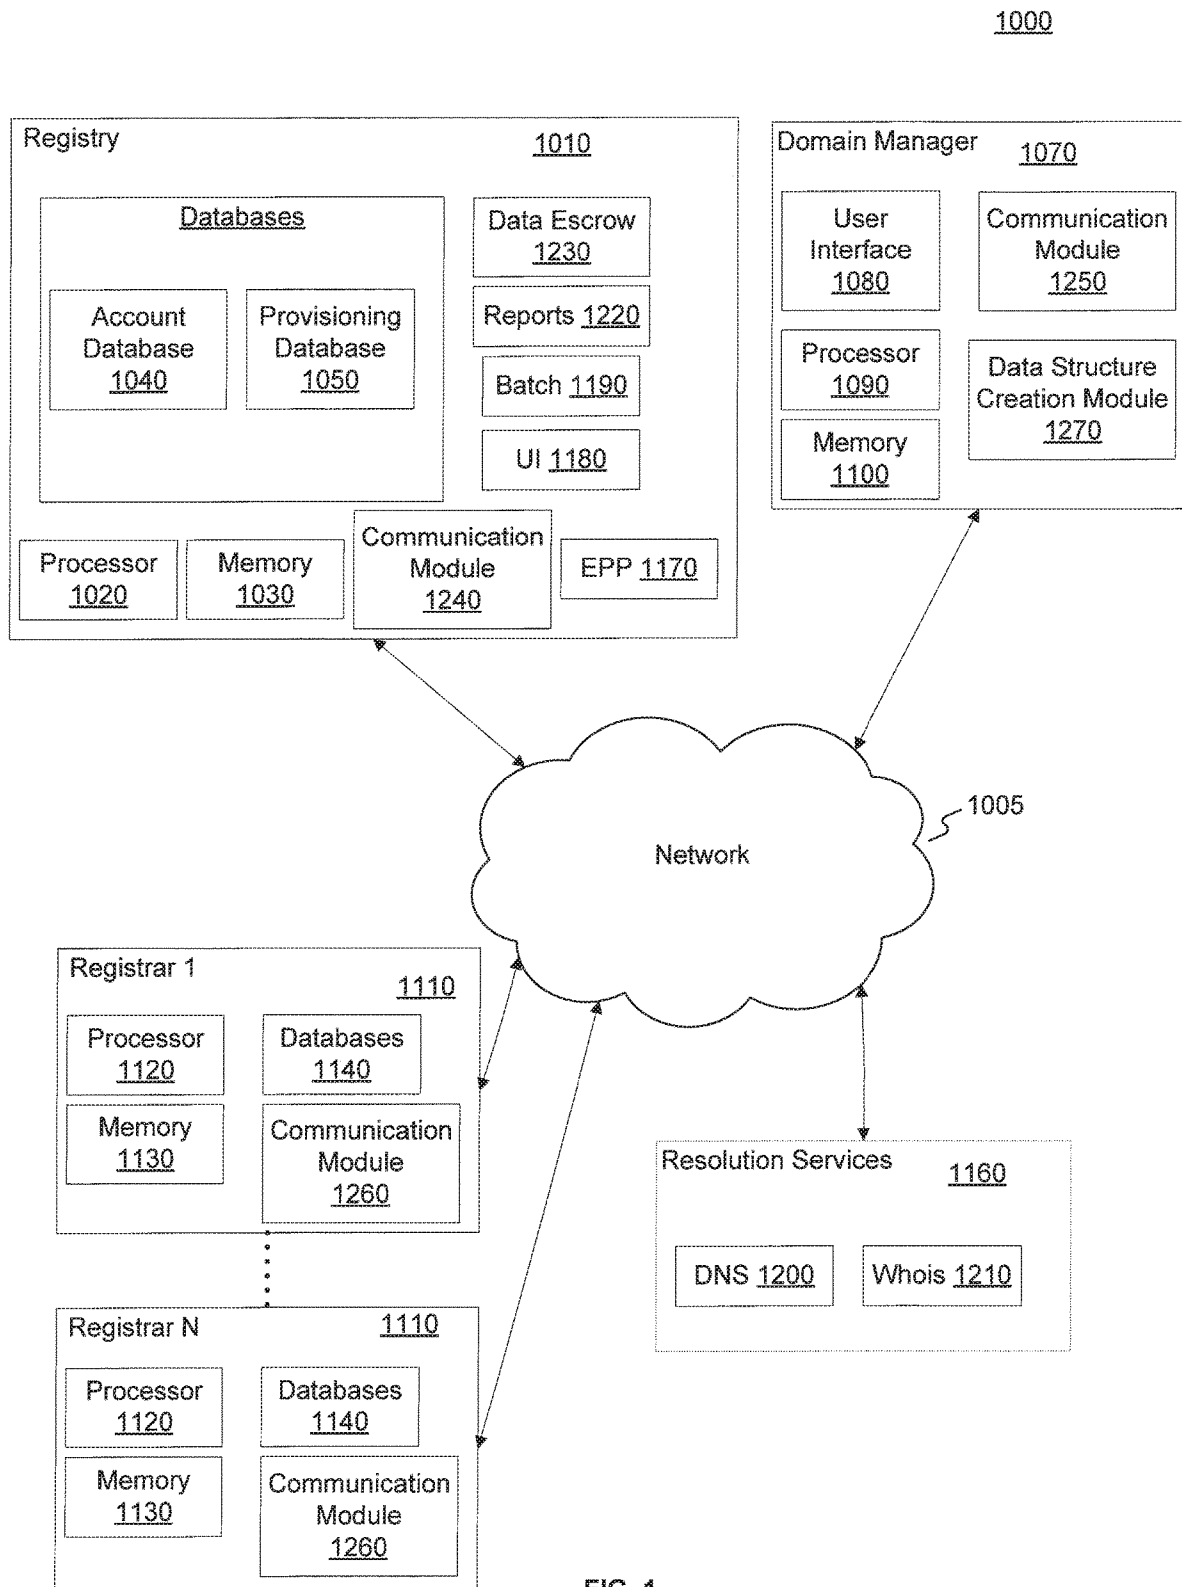 1000
Registry
1010
Databases
Account
Database
1040
Provisioning
Database
1050
Data Escrow
1230
Reports 1220
Batch 1190
UI 1180
Processor
1020
Memory
1030
Communication
Module
1240
EPP 1170
Domain Manager
1070
User
Interface
1080
Communication
Module
1250
Processor
1090
Data Structure
Creation Module
1270
Memory
1100
Network
1005
Registrar 1
1110
Processor
1120
Databases
1140
Memory
1130
Communication
Module
1260
Resolution Services
1160
DNS 1200
Whois 1210
Registrar N
1110
Processor
1120
Databases
1140
Memory
1130
Communication
Module
1260
FIG. 1